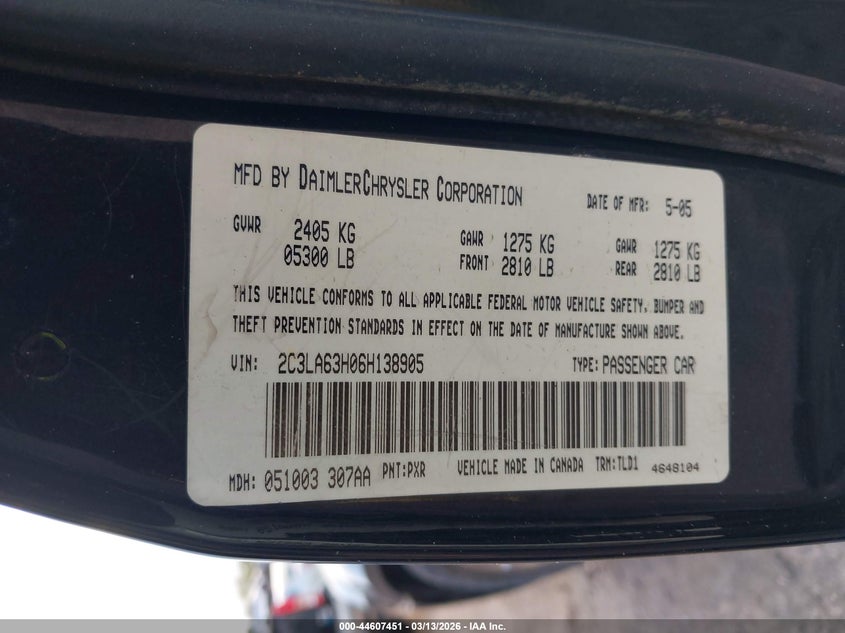 MFD BY DAIMLERCHRYSLER CORPORATION DATE OF MFR: 5-05
GVWR 2405 KG GAWR 1275 KG GAWR 1275 KG
05300 LB FRONT 2810 LB REAR 2810 LB
THIS VEHICLE CONFORMS TO ALL APPLICABLE FEDERAL MOTOR VEHICLE SAFETY, BUMPER AND
THEFT PREVENTION STANDARDS IN EFFECT ON THE DATE OF MANUFACTURE SHOWN ABOVE.
VIN: 2C3LA63H06H138905 TYPE: PASSENGER CAR
MDH: 051003 307AA PNT:PXR VEHICLE MADE IN CANADA TRM:TLD1 4648104
000-44607451 - 03/13/2026 - IAA Inc.